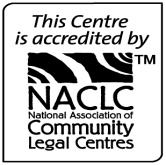 This Centre
is accredited by
TM
NACLC
National Association of
Community
Legal Centres